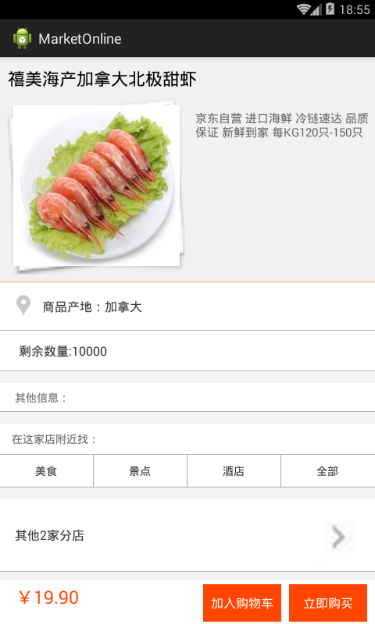 18:55
MarketOnline
禧美海产加拿大北极甜虾
京东自营 进口海鲜 冷链速达 品质
保证 新鲜到家 每KG120只-150只
商品产地：加拿大
剩余数量:10000
其他信息：
在这家店附近找：
美食 景点 酒店 全部
其他2家分店
￥19.90 加入购物车 立即购买